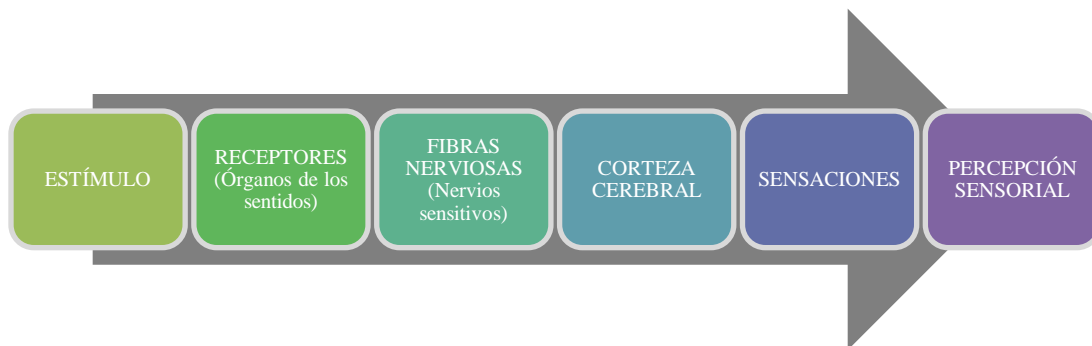 ESTÍMULO
RECEPTORES
(Órganos de los
sentidos)
FIBRAS
NERVIOSAS
(Nervios
sensitivos)
CORTEZA
CEREBRAL
SENSACIONES
PERCEPCIÓN
SENSORIAL